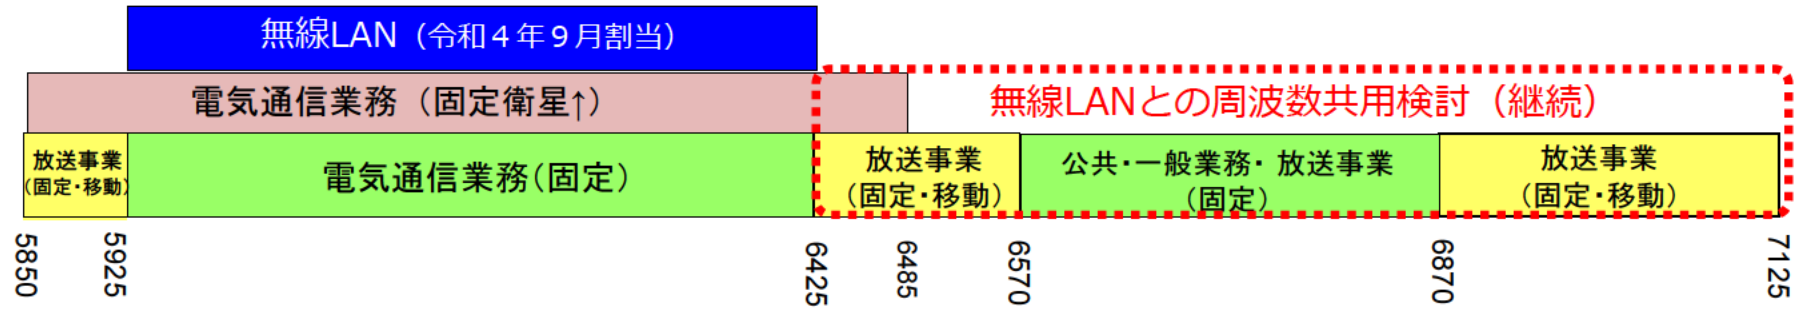 無線LAN（令和４年９月割当）
電気通信業務（固定衛星↑）
無線LANとの周波数共用検討（継続）
放送事業
（固定・移動）
電気通信業務（固定）
放送事業
（固定・移動）
公共・一般業務・放送事業
（固定）
放送事業
（固定・移動）
5850
5925
6425
6485
6570
6870
7125